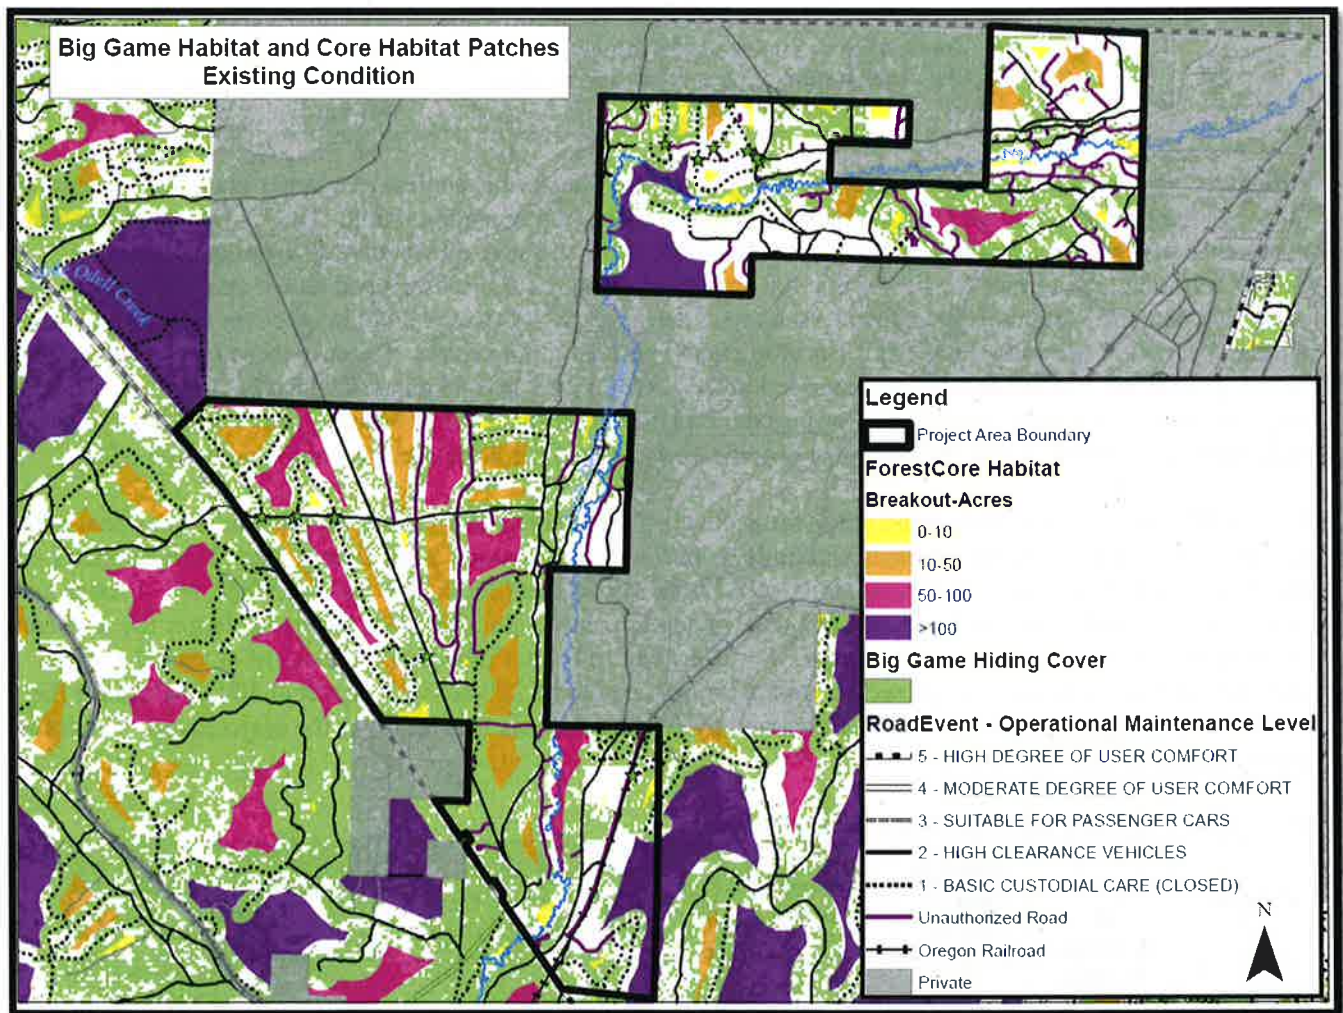 Big Game Habitat and Core Habitat Patches
Existing Condition
Odell Creek
Legend
Project Area Boundary
ForestCore Habitat
Breakout-Acres
0-10
10-50
50-100
>100
Big Game Hiding Cover
RoadEvent - Operational Maintenance Level
5 - HIGH DEGREE OF USER COMFORT
4 - MODERATE DEGREE OF USER COMFORT
3 - SUITABLE FOR PASSENGER CARS
2 - HIGH CLEARANCE VEHICLES
1 - BASIC CUSTODIAL CARE (CLOSED)
Unauthorized Road
Oregon Railroad
Private
N